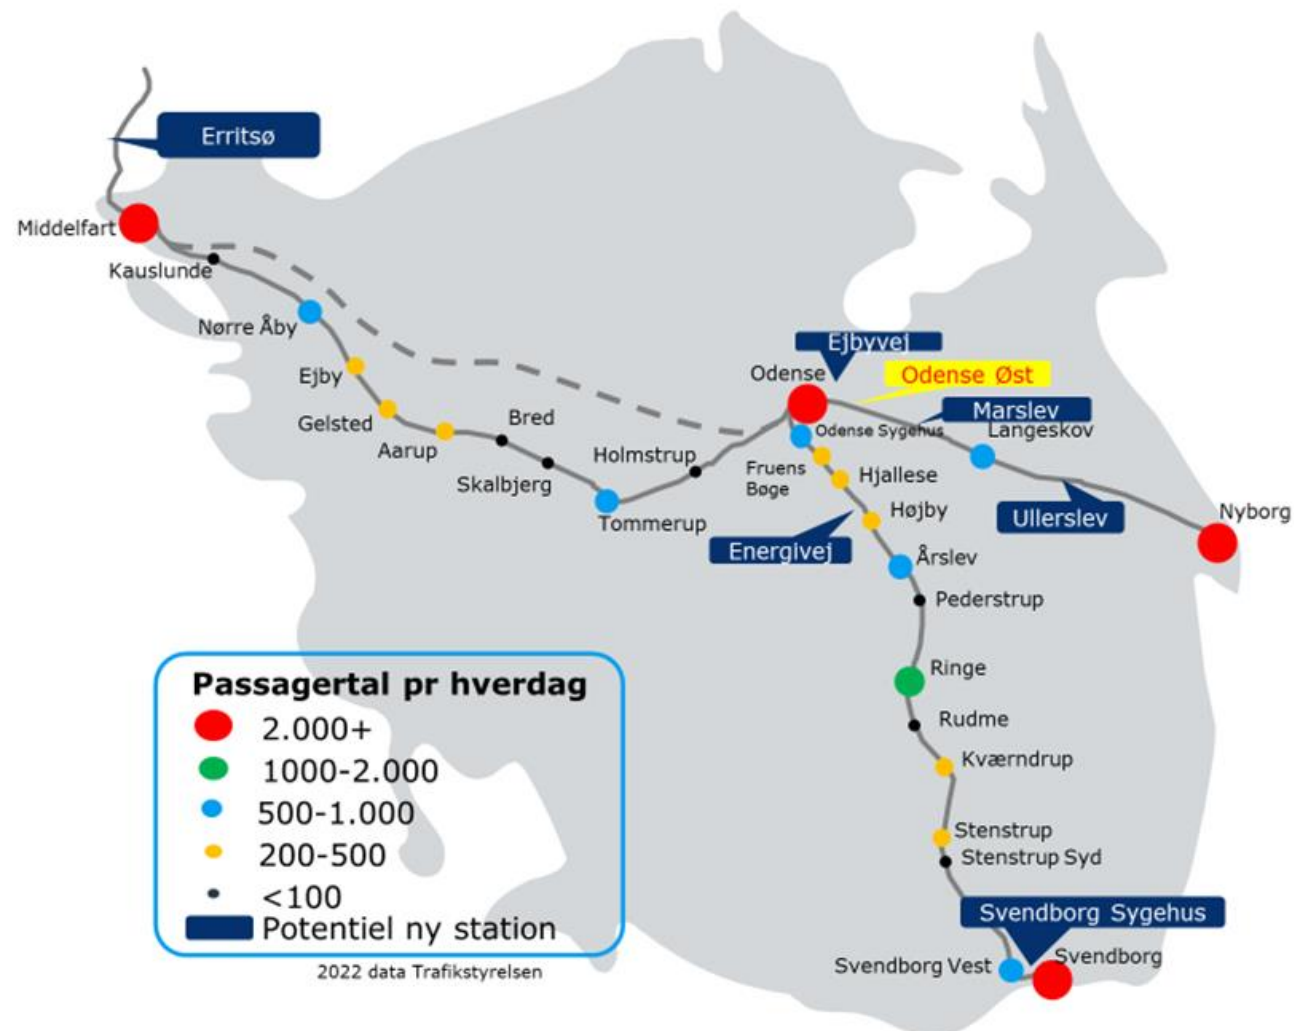 Erritsø
Middelfart
Kauslunde
Nørre Åby
Ejby
Gelsted
Aarup
Bred
Skalbjerg
Holmstrup
Tommerup
Ejbyvej
Odense
Odense Øst
Marslev
Odense Sygehus
Langeskov
Fruens
Bøge
Hjallese
Højby
Ullerslev
Nyborg
Energivej
Årslev
Pederstrup
Ringe
Rudme
Kværndrup
Stenstrup
Stenstrup Syd
Svendborg Sygehus
Svendborg Vest
Svendborg
Passagertal pr hverdag
2.000+
1000-2.000
500-1.000
200-500
<100
Potentiel ny station
2022 data Trafikstyrelsen